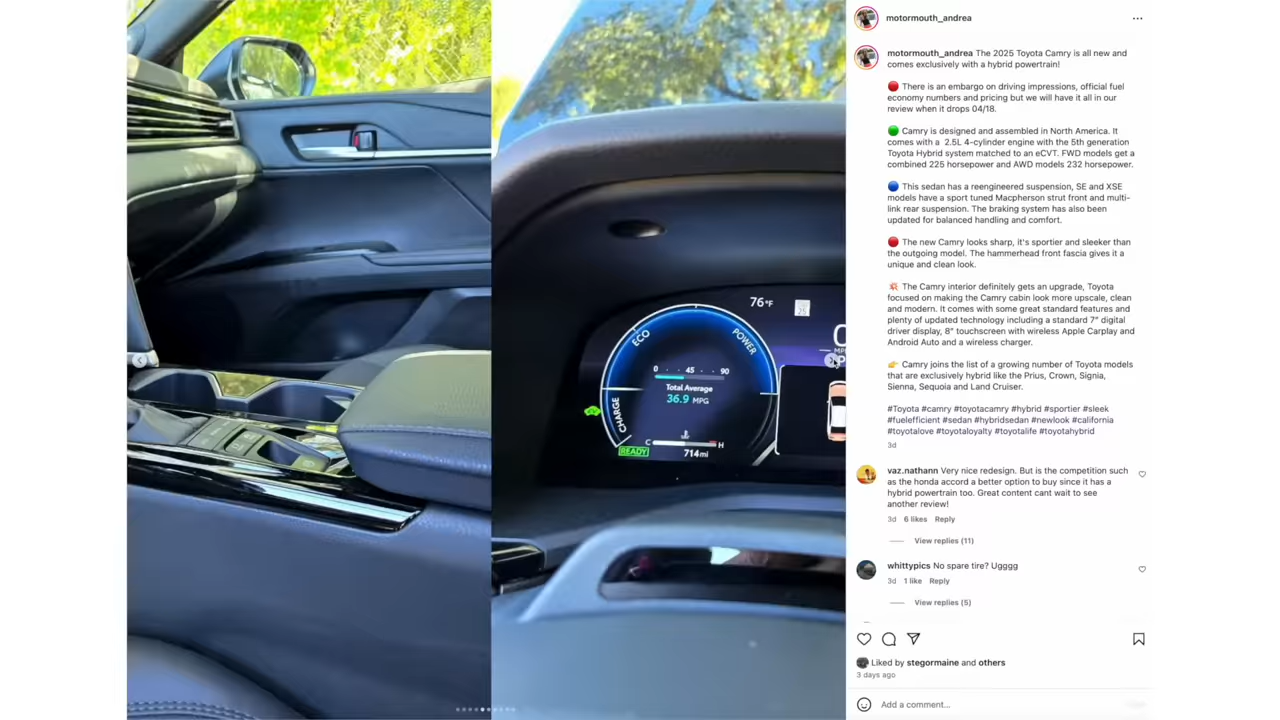 76°F
ECO
POWER
CHARGE
0 45 90
Total Average
36.9 MPG
C H
READY
714 mi
motormouth_andrea
motormouth_andrea The 2025 Toyota Camry is all new and
comes exclusively with a hybrid powertrain!
🔴 There is an embargo on driving impressions, official fuel
economy numbers and pricing but we will have it all in our
review when it drops 04/18.
🟢 Camry is designed and assembled in North America. It
comes with a 2.5L 4-cylinder engine with the 5th generation
Toyota Hybrid system matched to an eCVT. FWD models get a
combined 225 horsepower and AWD models 232 horsepower.
🔵 This sedan has a reengineered suspension, SE and XSE
models have a sport tuned Macpherson strut front and multi-
link rear suspension. The braking system has also been
updated for balanced handling and comfort.
🔴 The new Camry looks sharp, it's sportier and sleeker than
the outgoing model. The hammerhead front fascia gives it a
unique and clean look.
💥 The Camry interior definitely gets an upgrade, Toyota
focused on making the Camry cabin look more upscale, clean
and modern. It comes with some great standard features and
plenty of updated technology including a standard 7" digital
driver display, 8" touchscreen with wireless Apple Carplay and
Android Auto and a wireless charger.
👉 Camry joins the list of a growing number of Toyota models
that are exclusively hybrid like the Prius, Crown, Signia,
Sienna, Sequoia and Land Cruiser.
#Toyota #camry #toyotacamry #hybrid #sportier #sleek
#fuelefficient #sedan #hybridsedan #newlook #california
#toyotalove #toyotaloyalty #toyotalife #toyotahybrid
3d
vaz.nathann Very nice redesign. But is the competition such
as the honda accord a better option to buy since it has a
hybrid powertrain too. Great content cant wait to see
another review!
3d 6 likes Reply
View replies (11)
whittypics No spare tire? Ugggg
3d 1 like Reply
View replies (5)
Liked by stegormaine and others
3 days ago
Add a comment...